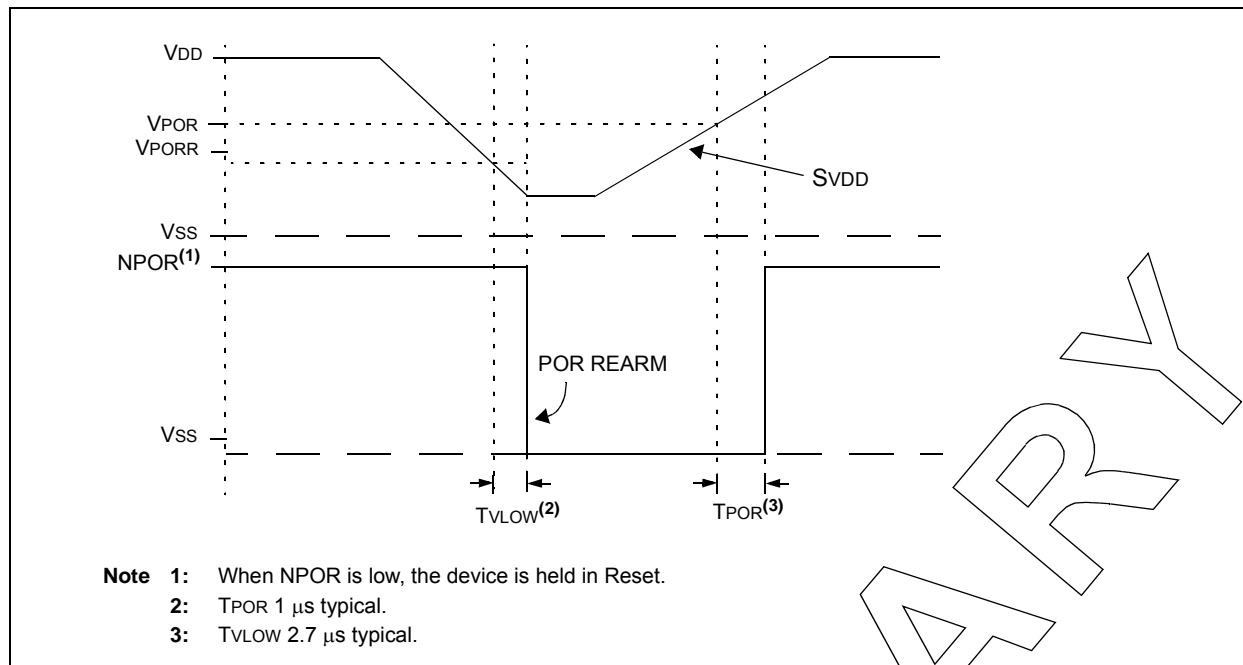 VDD
VPOR
VPORR
SVDD
VSS
NPOR(1)
POR REARM
VSS
TVLOW(2)
TPOR(3)
Note 1: When NPOR is low, the device is held in Reset.
2: TPOR 1 μs typical.
3: TVLOW 2.7 μs typical.
ARY